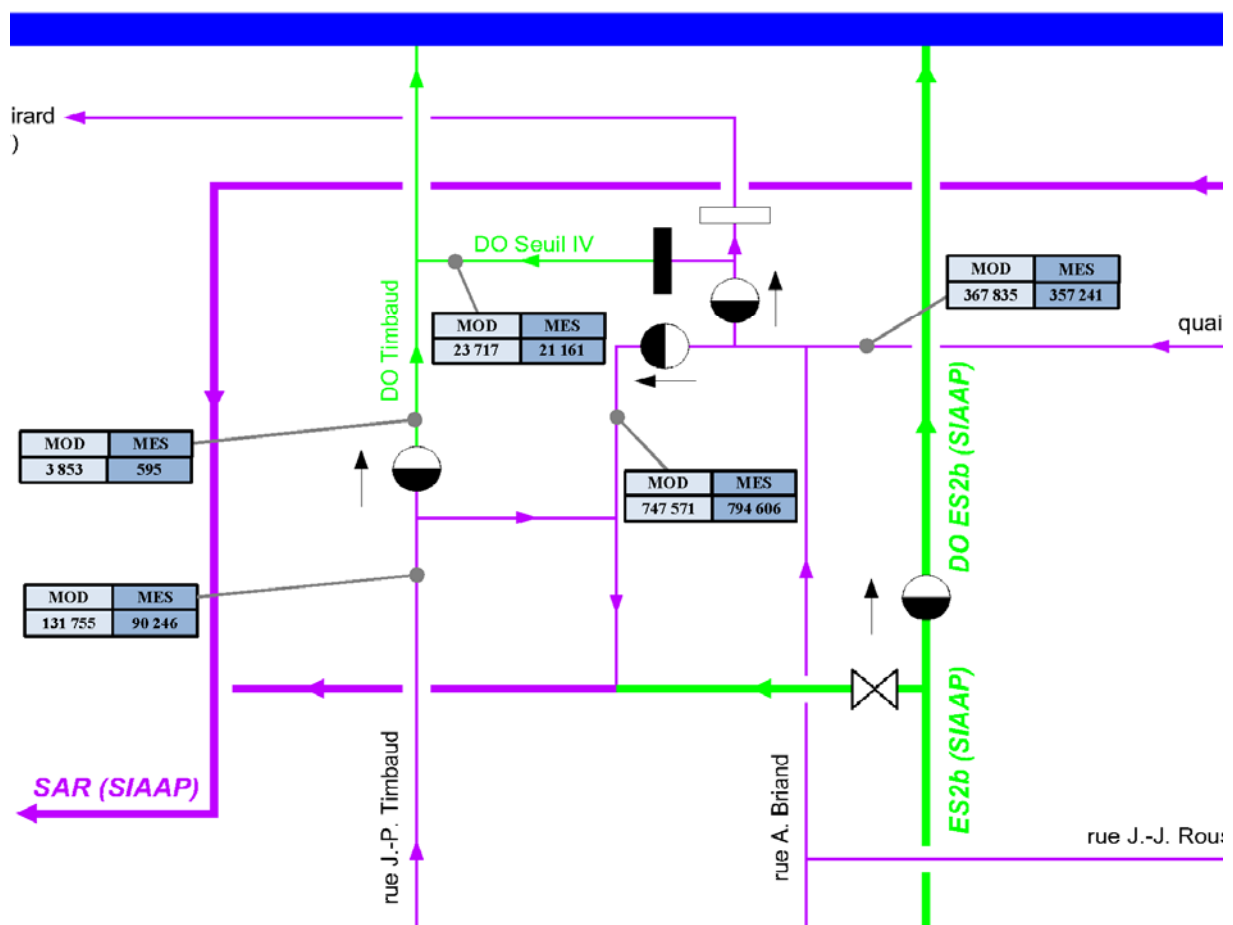 irard
)
DO Seuil IV
MOD MES
367 835 357 241
MOD MES
23 717 21 161
quai
DO Timbaud
MOD MES
3 853 595
MOD MES
747 571 794 606
DO ES2b (SIAAP)
MOD MES
131 755 90 246
ES2b (SIAAP)
SAR (SIAAP)
rue J.-P. Timbaud
rue A. Briand
rue J.-J. Rous